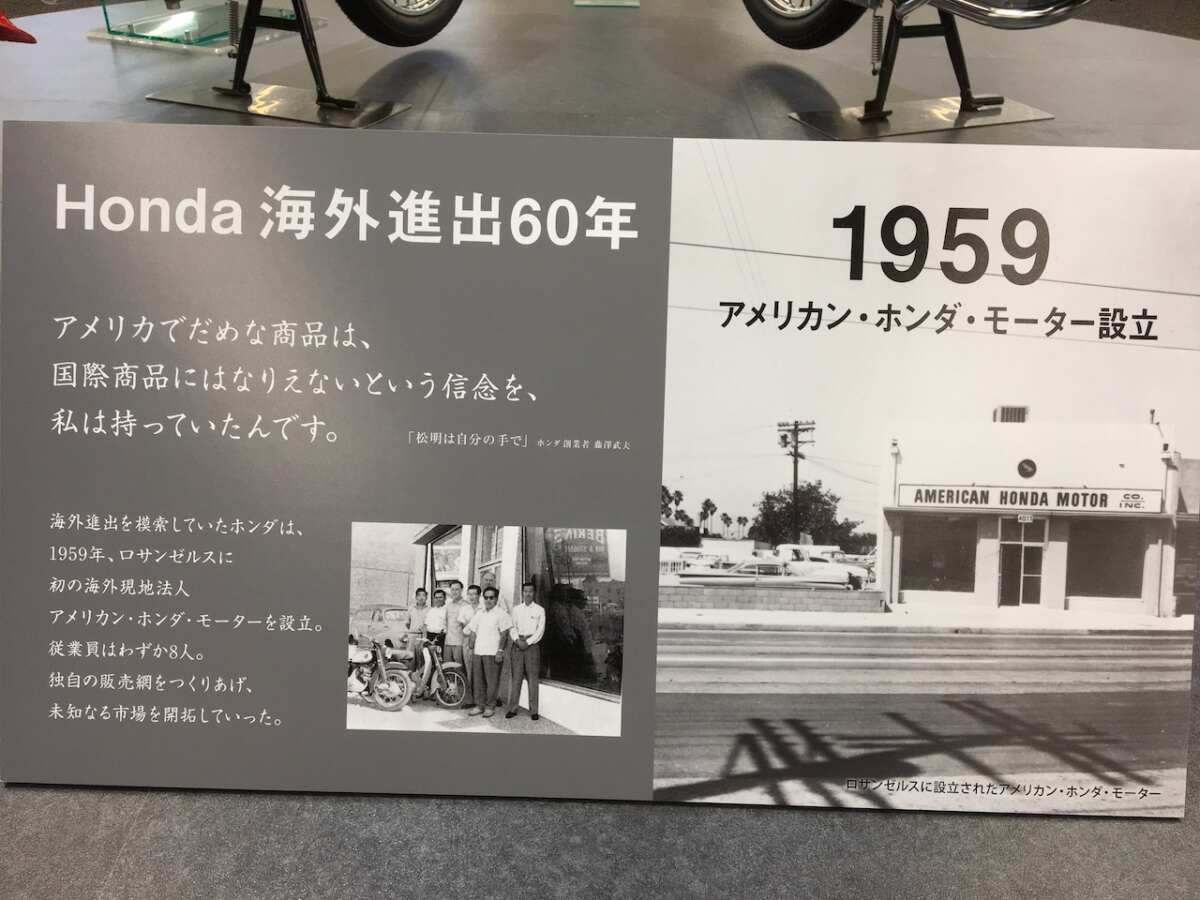 Honda 海外進出60年
アメリカでだめな商品は、
国際商品にはなりえないという信念を、
私は持っていたんです。
「松明は自分の手で」 ホンダ創業者 藤澤武夫
海外進出を模索していたホンダは、
1959年、ロサンゼルスに
初の海外現地法人
アメリカン・ホンダ・モーターを設立。
従業員はわずか8人。
独自の販売網をつくりあげ、
未知なる市場を開拓していった。
1959
アメリカン・ホンダ・モーター設立
AMERICAN HONDA MOTOR CO. INC.
4077
ロサンゼルスに設立されたアメリカン・ホンダ・モーター